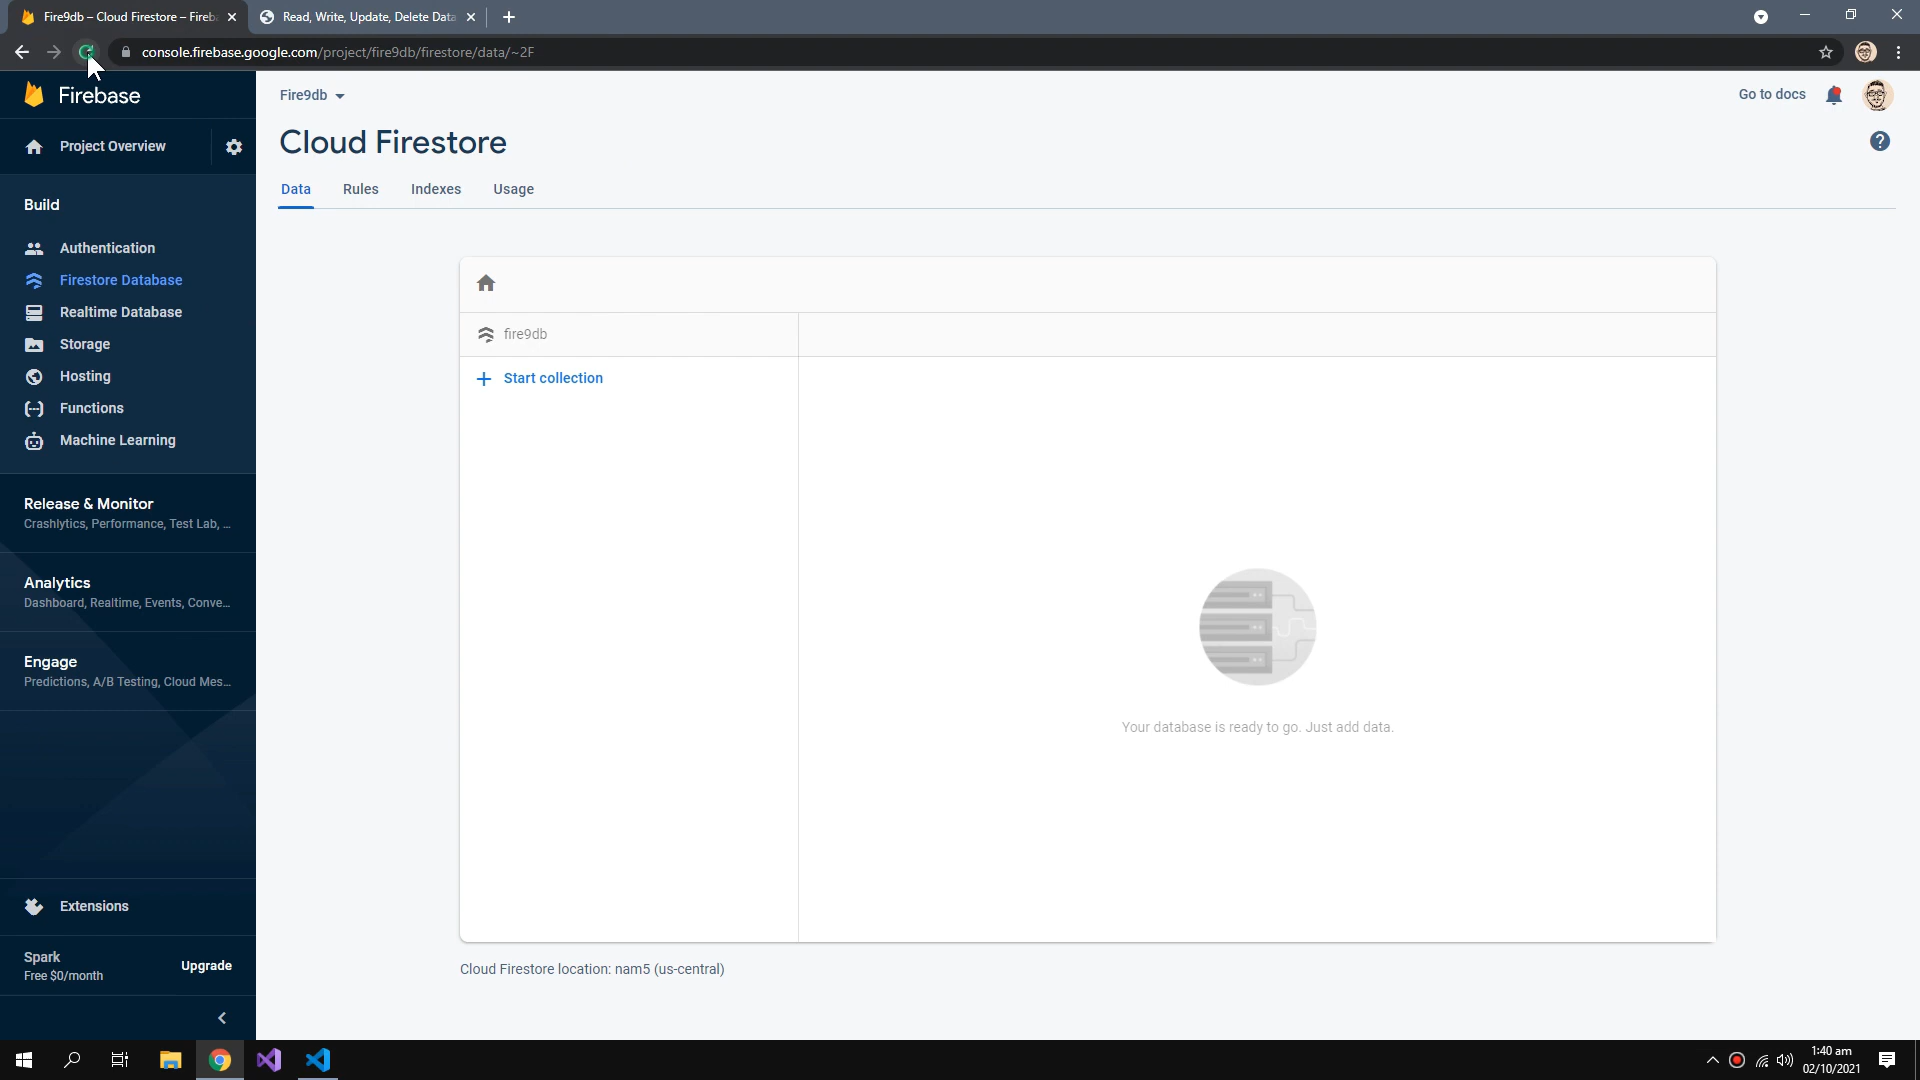 Fire9db – Cloud Firestore – Fireb
Read, Write, Update, Delete Data
console.firebase.google.com/project/fire9db/firestore/data/~2F
Firebase
Project Overview
Build
Authentication
Firestore Database
Realtime Database
Storage
Hosting
Functions
Machine Learning
Release & Monitor
Crashlytics, Performance, Test Lab, ...
Analytics
Dashboard, Realtime, Events, Conve...
Engage
Predictions, A/B Testing, Cloud Mes...
Extensions
Spark
Free $0/month
Upgrade
Fire9db
Go to docs
Cloud Firestore
Data
Rules
Indexes
Usage
fire9db
Start collection
Your database is ready to go. Just add data.
Cloud Firestore location: nam5 (us-central)
1:40 am
02/10/2021